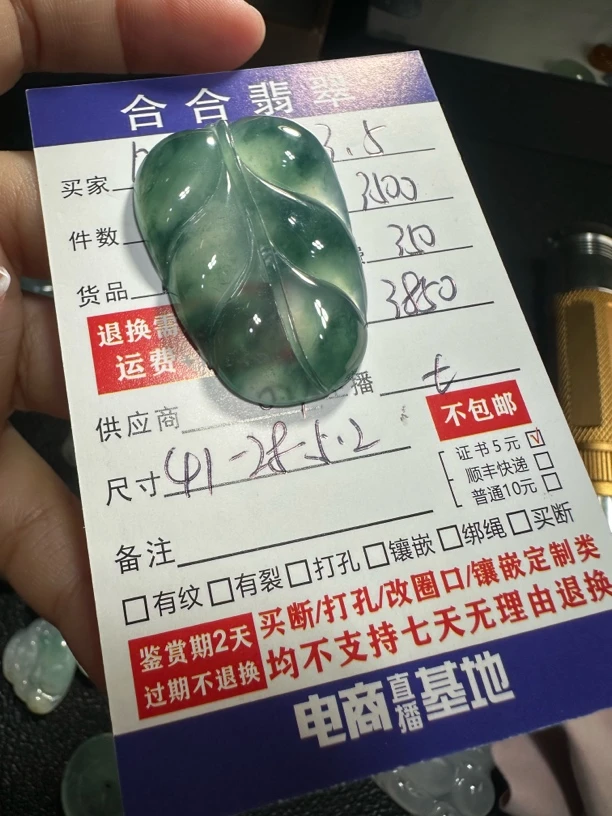 合合翡翠
买家 3.5
3500
件数 350
货品 3850
退换需
运费
供应商 播 七
不包邮
尺寸 41-28-5.2
证书5元 √
顺丰快递
普通10元
备注
有纹 有裂 打孔 镶嵌 绑绳 买断
鉴赏期2天
过期不退换
买断/打孔/改圈口/镶嵌定制类
均不支持七天无理由退换
电商直播基地